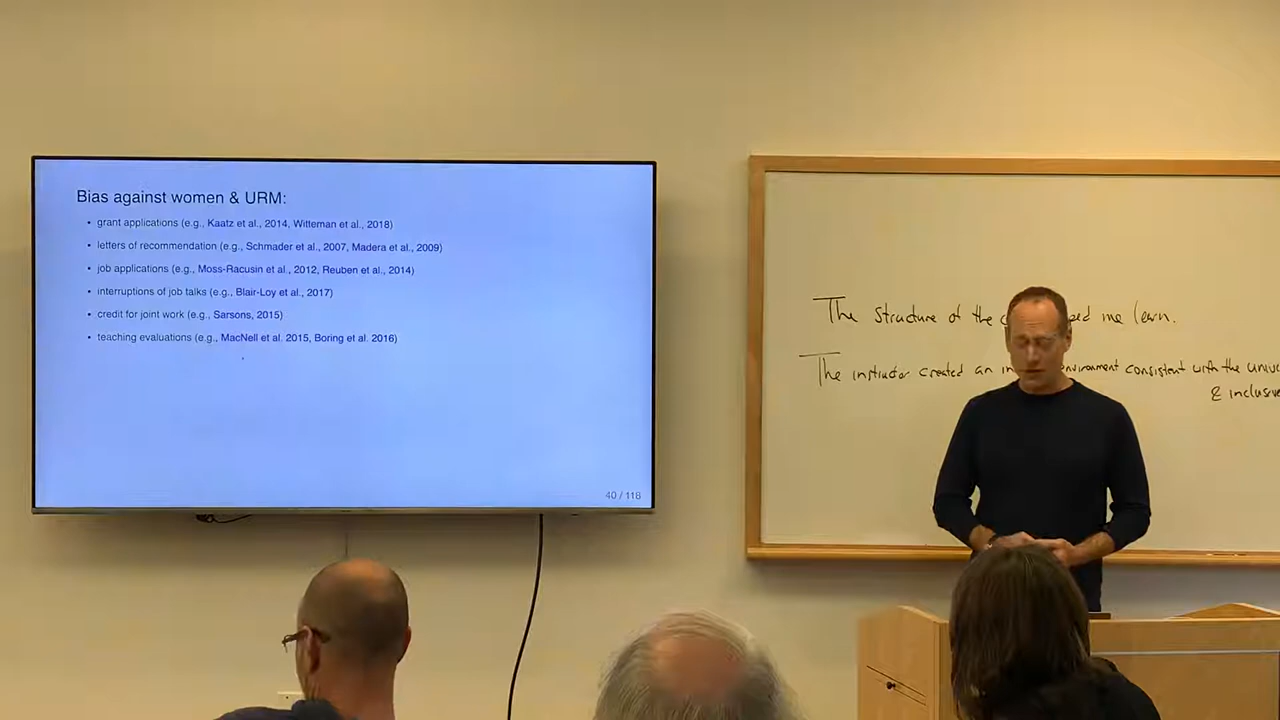 Bias against women & URM:
• grant applications (e.g., Kaatz et al., 2014, Witteman et al., 2018)
• letters of recommendation (e.g., Schmader et al., 2007, Madera et al., 2009)
• job applications (e.g., Moss-Racusin et al., 2012, Reuben et al., 2014)
• interruptions of job talks (e.g., Blair-Loy et al., 2017)
• credit for joint work (e.g., Sarsons, 2015)
• teaching evaluations (e.g., MacNell et al. 2015, Boring et al. 2016)
40 / 118
The structure of the me learn.
The instructor created an consistent with the
& inclusive